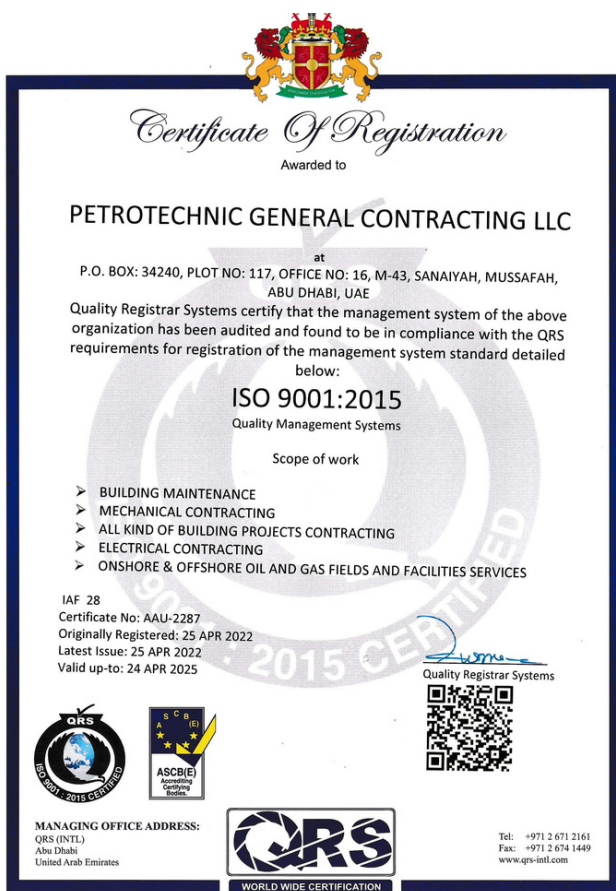 Certificate Of Registration
Awarded to
PETROTECHNIC GENERAL CONTRACTING LLC
at
P.O. BOX: 34240, PLOT NO: 117, OFFICE NO: 16, M-43, SANAIYAH, MUSSAFAH,
ABU DHABI, UAE
Quality Registrar Systems certify that the management system of the above
organization has been audited and found to be in compliance with the QRS
requirements for registration of the management system standard detailed
below:
ISO 9001:2015
Quality Management Systems
Scope of work
➢ BUILDING MAINTENANCE
➢ MECHANICAL CONTRACTING
➢ ALL KIND OF BUILDING PROJECTS CONTRACTING
➢ ELECTRICAL CONTRACTING
➢ ONSHORE & OFFSHORE OIL AND GAS FIELDS AND FACILITIES SERVICES
IAF 28
Certificate No: AAU-2287
Originally Registered: 25 APR 2022
Latest Issue: 25 APR 2022
Valid up-to: 24 APR 2025
Quality Registrar Systems
ISO 9001 : 2015 CERTIFIED
QRS
ISO 9001 : 2015 CERTIFIED
ASCB(E)
ASCB(E)
Accrediting
Certifying
Bodies.
MANAGING OFFICE ADDRESS:
QRS (INTL)
Abu Dhabi
United Arab Emirates
QRS
WORLD WIDE CERTIFICATION
Tel: +971 2 671 2161
Fax: +971 2 674 1449
www.qrs-intl.com